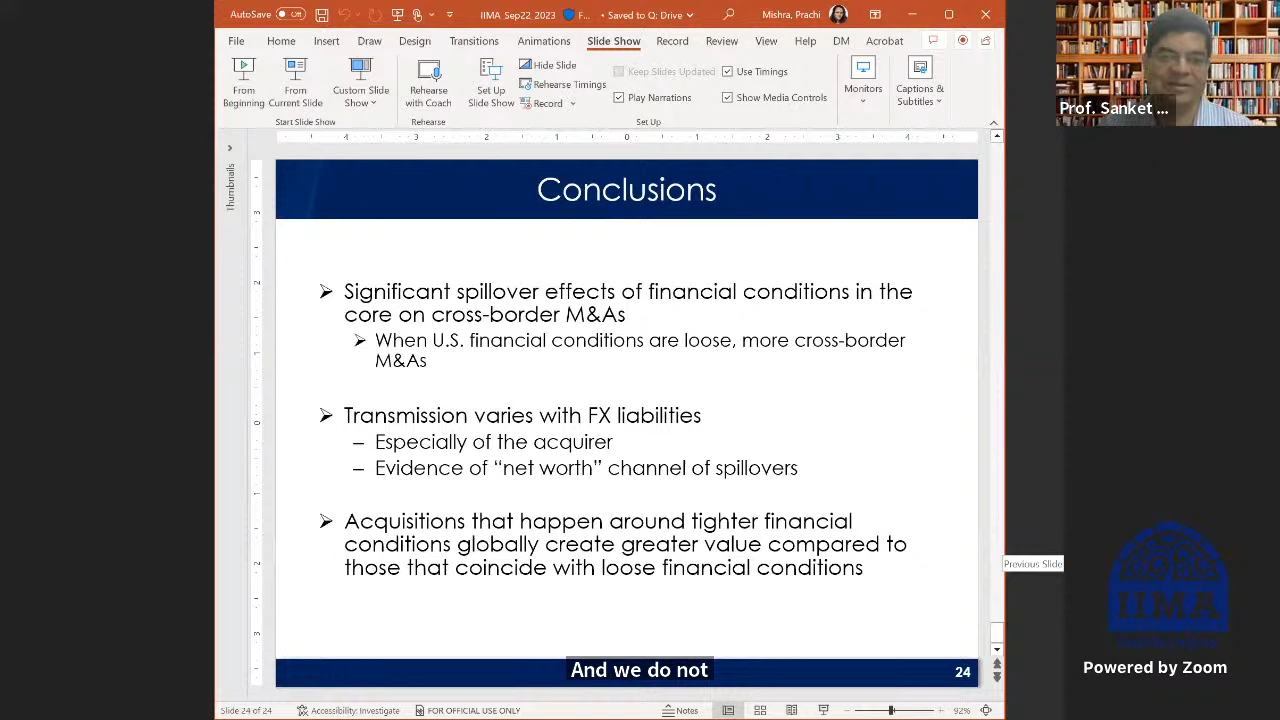 AutoSave Off IIMA_Sep22_2023 F... • Saved to Q: Drive Mishra, Prachi
File Home Insert Draw Design Transitions Animations Slide Show Record Review View Help DM Acrobat
From Beginning
From Current Slide
Custom Slide Show
Rehearse with Coach
Set Up Slide Show
Hide Slide
Rehearse Timings
Record
Keep Slides Updated
Use Timings
Play Narrations
Show Media Controls
Monitors
Captions & Subtitles
Start Slide Show
Rehearse
Set Up
Thumbnails
Prof. Sanket ...
Conclusions
Significant spillover effects of financial conditions in the
core on cross-border M&As
When U.S. financial conditions are loose, more cross-border
M&As
Transmission varies with FX liabilities
– Especially of the acquirer
– Evidence of “net worth” channel of spillovers
Acquisitions that happen around tighter financial
conditions globally create greater value compared to
those that coincide with loose financial conditions
Previous Slide
IIMA
And we do not
24
Powered by Zoom
Slide 24 of 24 Accessibility: Investigate FOR OFFICIAL USE ONLY Notes 92%